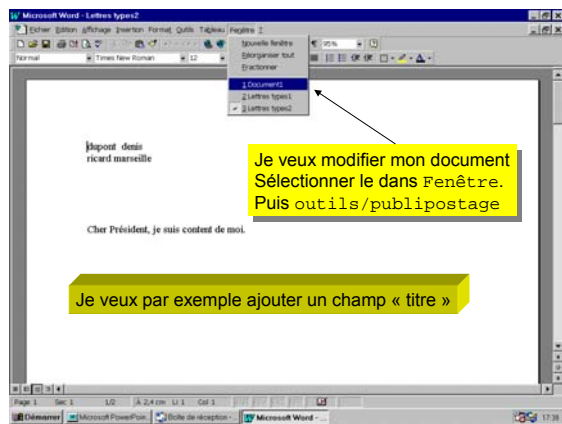 Microsoft Word - Lettres types2
Fichier Edition Affichage Insertion Format Outils Tableau Fenêtre ?
Normal Times New Roman 12
95%
Nouvelle fenêtre
Réorganiser tout
Fractionner
1 Document1
2 Lettres types1
✓ 3 Lettres types2
dupont denis
ricard marseille
Je veux modifier mon document
Sélectionner le dans Fenêtre.
Puis outils/publipostage
Cher Président, je suis content de moi.
Je veux par exemple ajouter un champ « titre »
Page 1 Sec 1 1/2 À 2,4 cm Li 1 Col 1
Démarrer Microsoft PowerPoin... Boîte de réception - ... Microsoft Word - ... 17:38